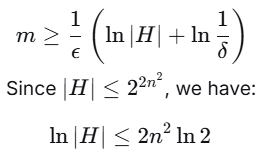 m ≥ 1/ϵ (ln |H| + ln 1/δ)
Since |H| ≤ 2^{2n^2}, we have:
ln |H| ≤ 2n^2 ln 2